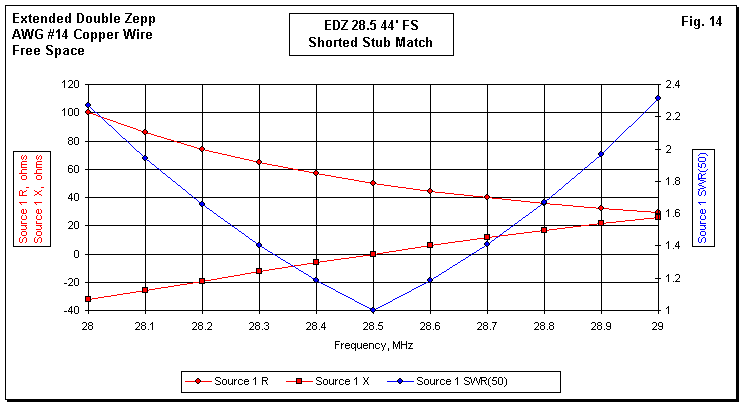 Extended Double Zepp
AWG #14 Copper Wire
Free Space
EDZ 28.5 44' FS
Shorted Stub Match
Fig. 14
120
100
80
60
40
20
0
-20
-40
2.4
2.2
2
1.8
1.6
1.4
1.2
1
Source 1 R, ohms
Source 1 X, ohms
Source 1 SWR(50)
28 28.1 28.2 28.3 28.4 28.5 28.6 28.7 28.8 28.9 29
Frequency, MHz
Source 1 R Source 1 X Source 1 SWR(50)